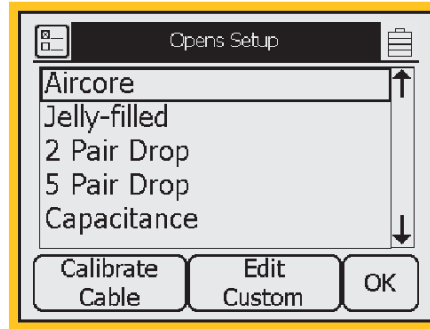 Opens Setup
Aircore
Jelly-filled
2 Pair Drop
5 Pair Drop
Capacitance
Calibrate
Cable
Edit
Custom
OK